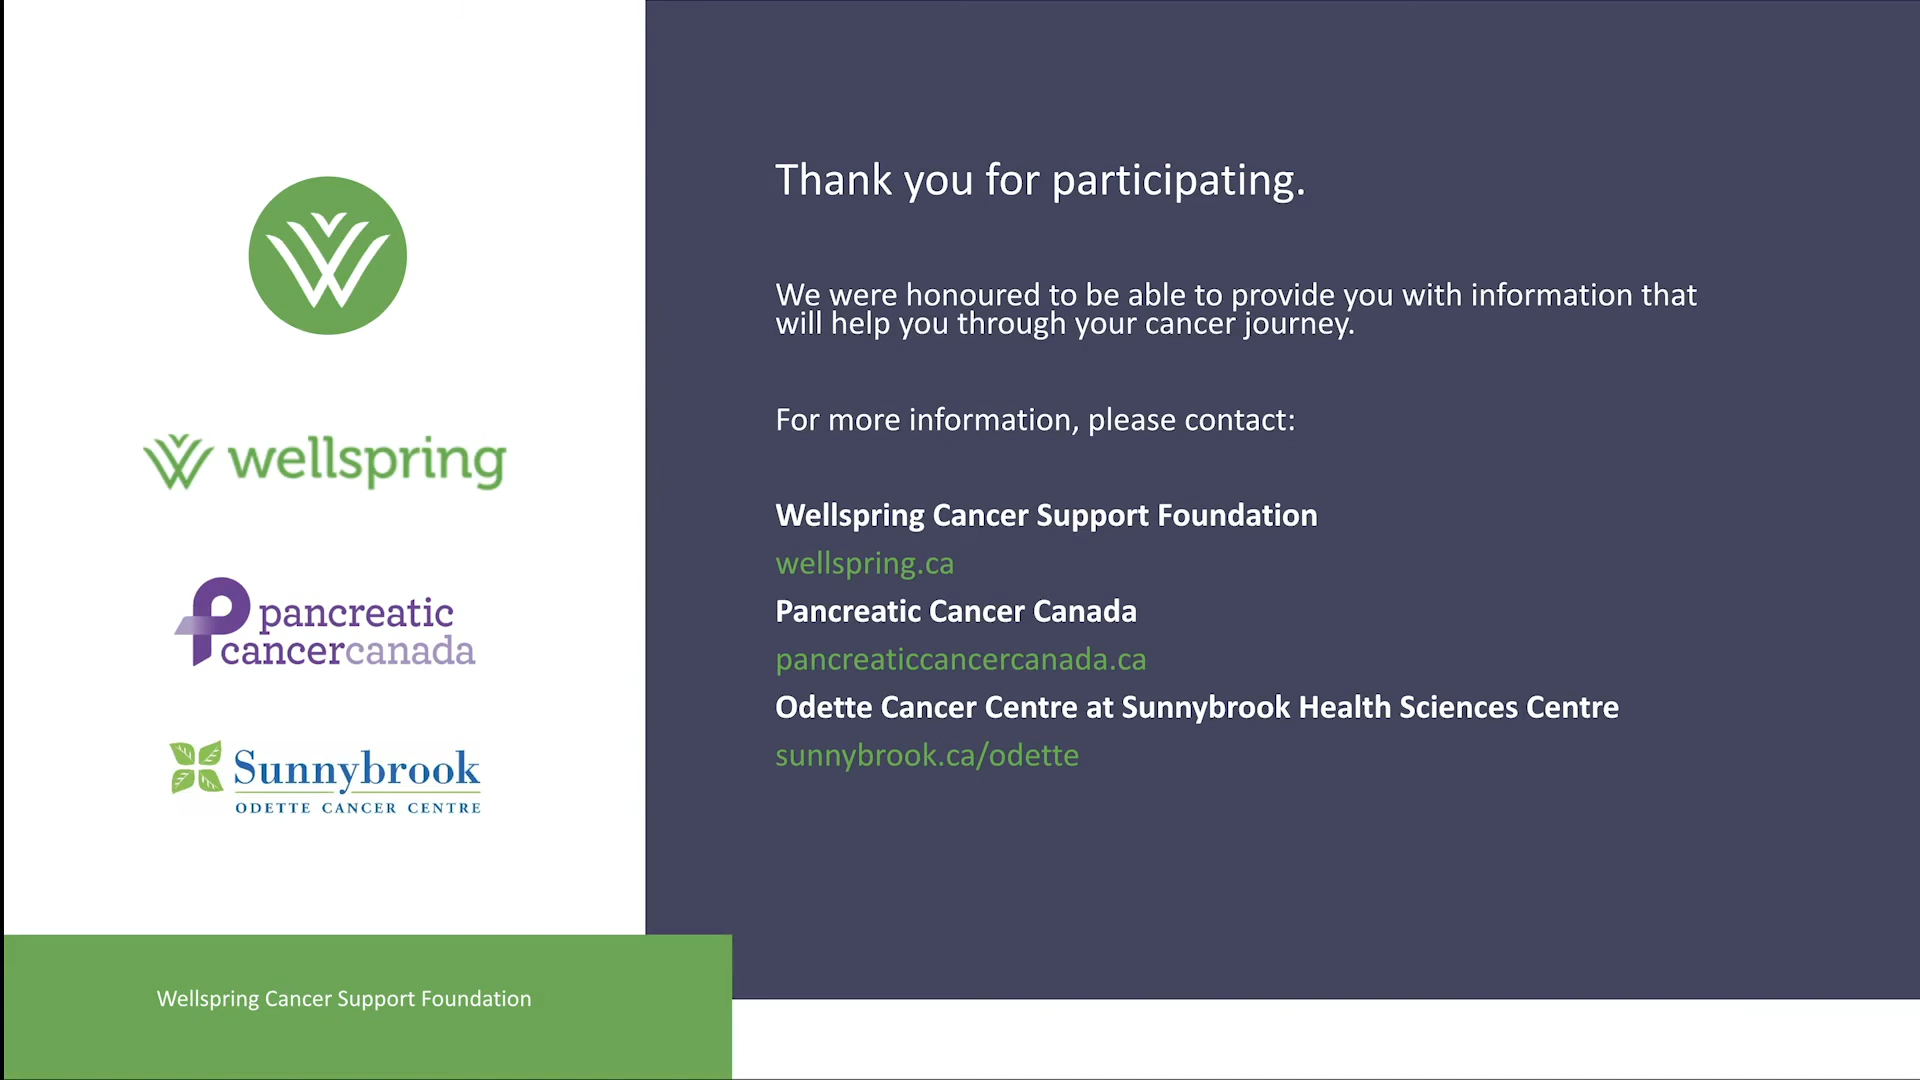 wellspring
pancreatic
cancercanada
Sunnybrook
ODETTE CANCER CENTRE
Wellspring Cancer Support Foundation
Thank you for participating.
We were honoured to be able to provide you with information that
will help you through your cancer journey.
For more information, please contact:
Wellspring Cancer Support Foundation
wellspring.ca
Pancreatic Cancer Canada
pancreaticcancercanada.ca
Odette Cancer Centre at Sunnybrook Health Sciences Centre
sunnybrook.ca/odette